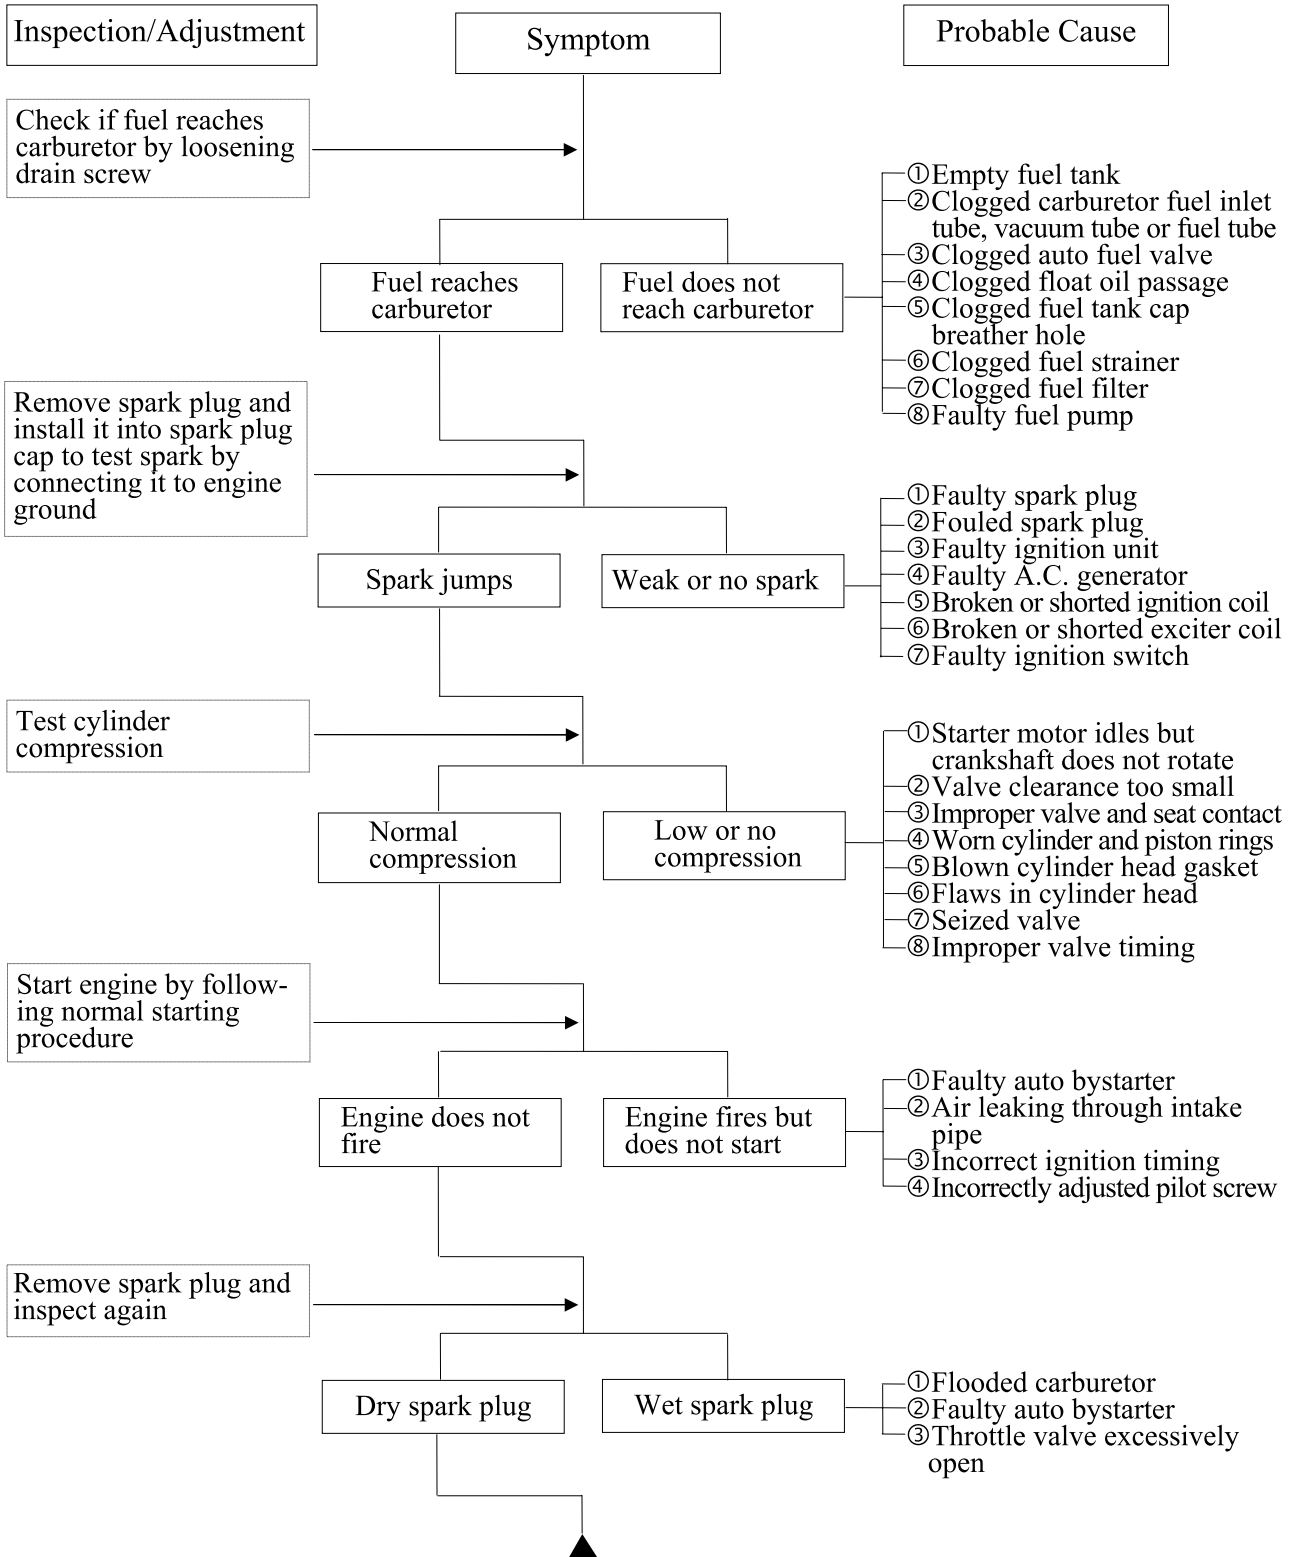 Inspection/Adjustment
Symptom
Probable Cause
Check if fuel reaches
carburetor by loosening
drain screw
Fuel reaches
carburetor
Fuel does not
reach carburetor
①Empty fuel tank
②Clogged carburetor fuel inlet
tube, vacuum tube or fuel tube
③Clogged auto fuel valve
④Clogged float oil passage
⑤Clogged fuel tank cap
breather hole
⑥Clogged fuel strainer
⑦Clogged fuel filter
⑧Faulty fuel pump
Remove spark plug and
install it into spark plug
cap to test spark by
connecting it to engine
ground
Spark jumps
Weak or no spark
①Faulty spark plug
②Fouled spark plug
③Faulty ignition unit
④Faulty A.C. generator
⑤Broken or shorted ignition coil
⑥Broken or shorted exciter coil
⑦Faulty ignition switch
Test cylinder
compression
Normal
compression
Low or no
compression
①Starter motor idles but
crankshaft does not rotate
②Valve clearance too small
③Improper valve and seat contact
④Worn cylinder and piston rings
⑤Blown cylinder head gasket
⑥Flaws in cylinder head
⑦Seized valve
⑧Improper valve timing
Start engine by follow-
ing normal starting
procedure
Engine does not
fire
Engine fires but
does not start
①Faulty auto bystarter
②Air leaking through intake
pipe
③Incorrect ignition timing
④Incorrectly adjusted pilot screw
Remove spark plug and
inspect again
Dry spark plug
Wet spark plug
①Flooded carburetor
②Faulty auto bystarter
③Throttle valve excessively
open